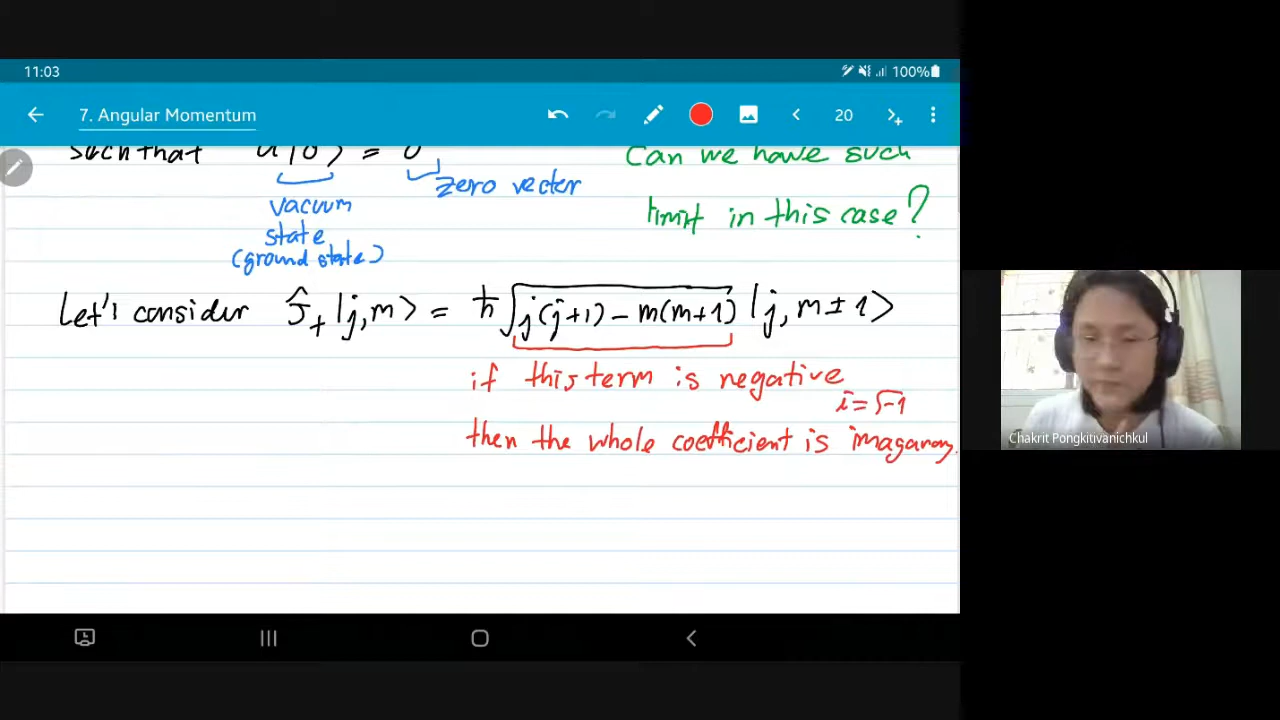 11:03
100%
7. Angular Momentum
20
such that a|0⟩ = 0
zero vector
vacuum
state
(ground state)
Can we have such
limit in this case?
Let's consider Ĵ₊|j,m⟩ = ħ√(j(j+1) – m(m+1)) |j, m±1⟩
if this term is negative
i = √-1
then the whole coefficient is imaganary.
Chakrit Pongkitivanichkul